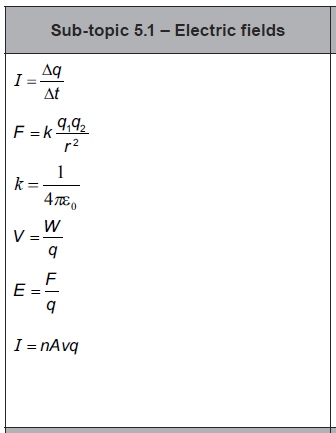 Sub-topic 5.1 – Electric fields
I = Δq/Δt
F = k q₁q₂/r²
k = 1/4πε₀
V = W/q
E = F/q
I = nAvq